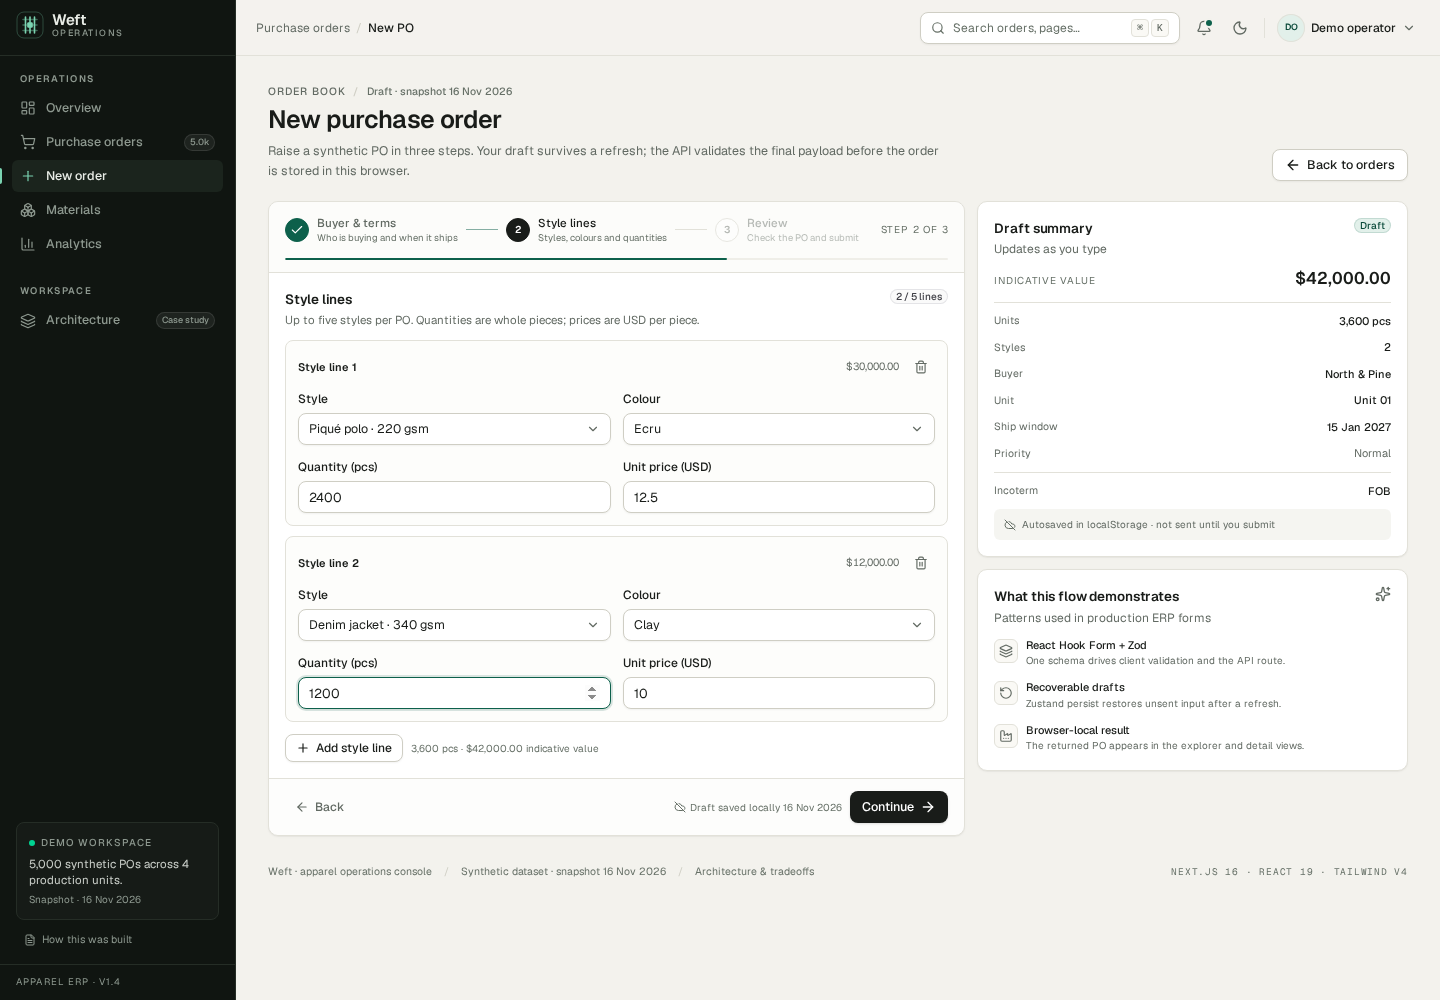 Weft
OPERATIONS
OPERATIONS
Overview
Purchase orders 5.0k
New order
Materials
Analytics
WORKSPACE
Architecture Case study
DEMO WORKSPACE
5,000 synthetic POs across 4
production units.
Snapshot · 16 Nov 2026
How this was built
APPAREL ERP · V1.4
Purchase orders / New PO
Search orders, pages… ⌘ K
DO Demo operator
ORDER BOOK / Draft · snapshot 16 Nov 2026
New purchase order
Raise a synthetic PO in three steps. Your draft survives a refresh; the API validates the final payload before the order
is stored in this browser.
Back to orders
Buyer & terms
Who is buying and when it ships
2 Style lines
Styles, colours and quantities
3 Review
Check the PO and submit
STEP 2 OF 3
Style lines
2 / 5 lines
Up to five styles per PO. Quantities are whole pieces; prices are USD per piece.
Style line 1 $30,000.00
Style Colour
Piqué polo · 220 gsm Ecru
Quantity (pcs) Unit price (USD)
2400 12.5
Style line 2 $12,000.00
Style Colour
Denim jacket · 340 gsm Clay
Quantity (pcs) Unit price (USD)
1200 10
Add style line 3,600 pcs · $42,000.00 indicative value
Back Draft saved locally 16 Nov 2026 Continue
Draft summary Draft
Updates as you type
INDICATIVE VALUE $42,000.00
Units 3,600 pcs
Styles 2
Buyer North & Pine
Unit Unit 01
Ship window 15 Jan 2027
Priority Normal
Incoterm FOB
Autosaved in localStorage · not sent until you submit
What this flow demonstrates
Patterns used in production ERP forms
React Hook Form + Zod
One schema drives client validation and the API route.
Recoverable drafts
Zustand persist restores unsent input after a refresh.
Browser-local result
The returned PO appears in the explorer and detail views.
Weft · apparel operations console / Synthetic dataset · snapshot 16 Nov 2026 / Architecture & tradeoffs
NEXT.JS 16 · REACT 19 · TAILWIND V4